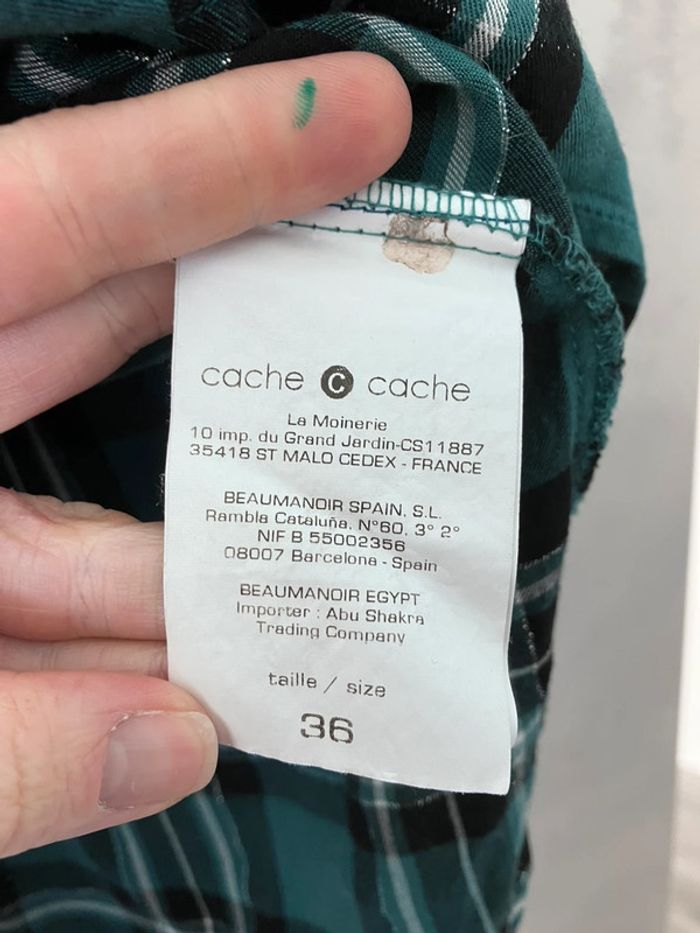 cache C cache
La Moinerie
10 imp. du Grand Jardin-CS11887
35418 ST MALO CEDEX - FRANCE
BEAUMANOIR SPAIN. S.L.
Rambla Cataluña. N°60. 3° 2°
NIF B 55002356
08007 Barcelona - Spain
BEAUMANOIR EGYPT
Importer : Abu Shakra
Trading Company
taille / size
36